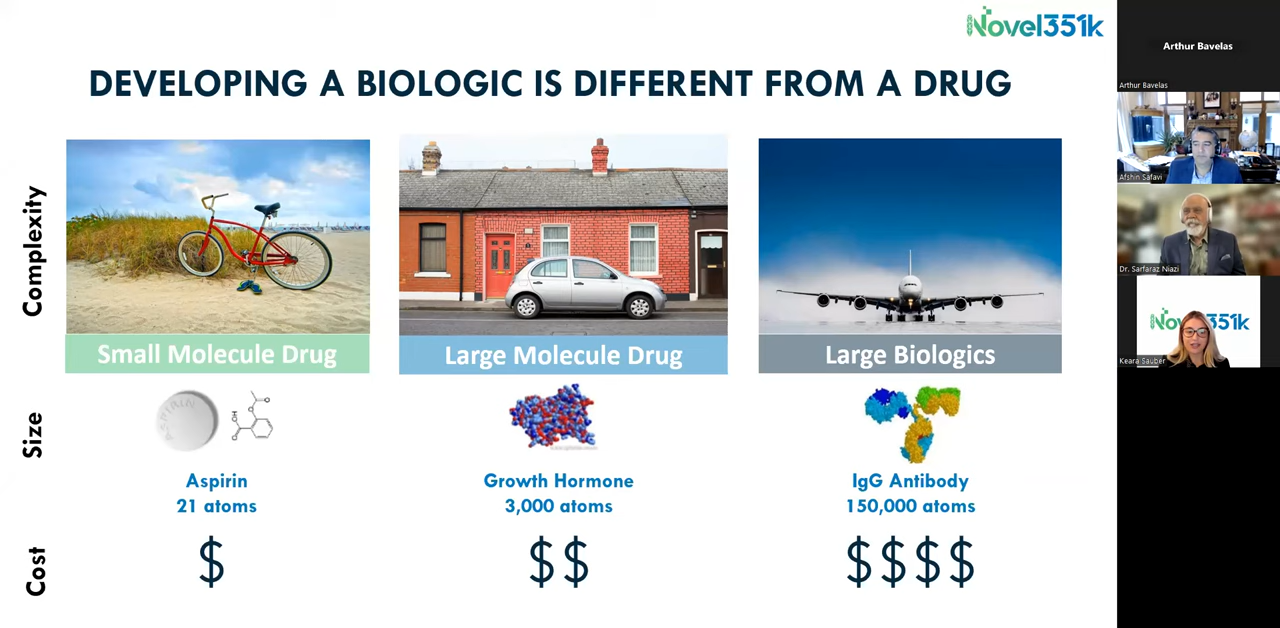 Novel351k
DEVELOPING A BIOLOGIC IS DIFFERENT FROM A DRUG
Complexity
Small Molecule Drug
Large Molecule Drug
Large Biologics
Size
ASPIRIN
OH
O
O
O
Aspirin
21 atoms
Growth Hormone
3,000 atoms
IgG Antibody
150,000 atoms
Cost
$
$$
$$$$
Arthur Bavelas
Arthur Bavelas
Afshin Safavi
Dr. Sarfaraz Niazi
Novel351k
Keara Sauber